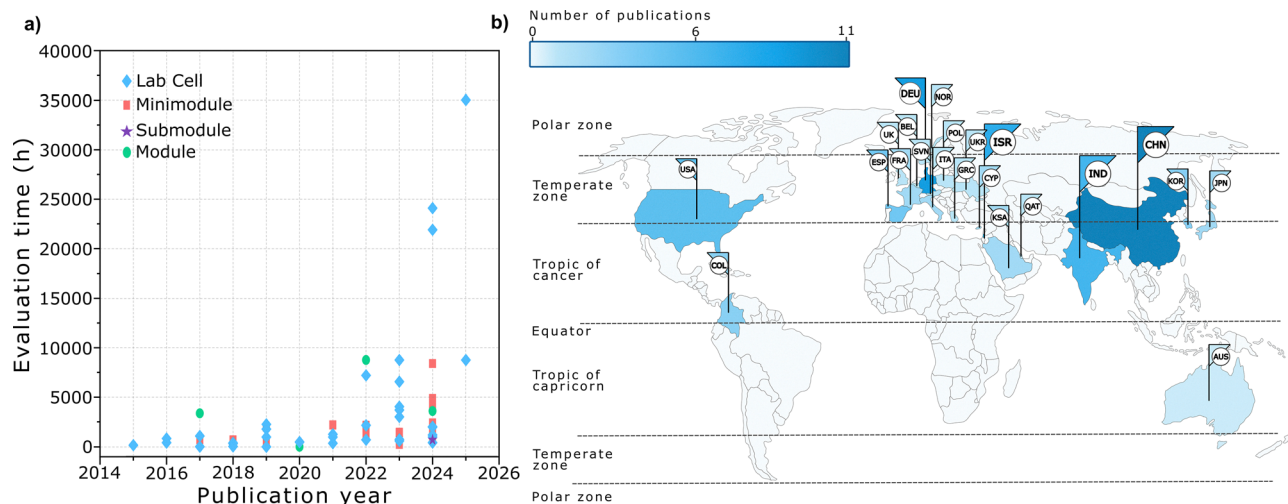 a)
40000
35000
30000
25000
20000
15000
10000
5000
0
Evaluation time (h)
Lab Cell
Minimodule
Submodule
Module
2014 2016 2018 2020 2022 2024 2026
Publication year
b)
Number of publications
0 6 11
Polar zone
Temperate
zone
Tropic of
cancer
Equator
Tropic of
capricorn
Temperate
zone
Polar zone
DEU
NOR
UK
BEL
POL
UKR
ISR
CHN
ESP
FRA
SVN
ITA
GRC
CYP
USA
IND
KOR
JPN
KSA
QAT
COL
AUS